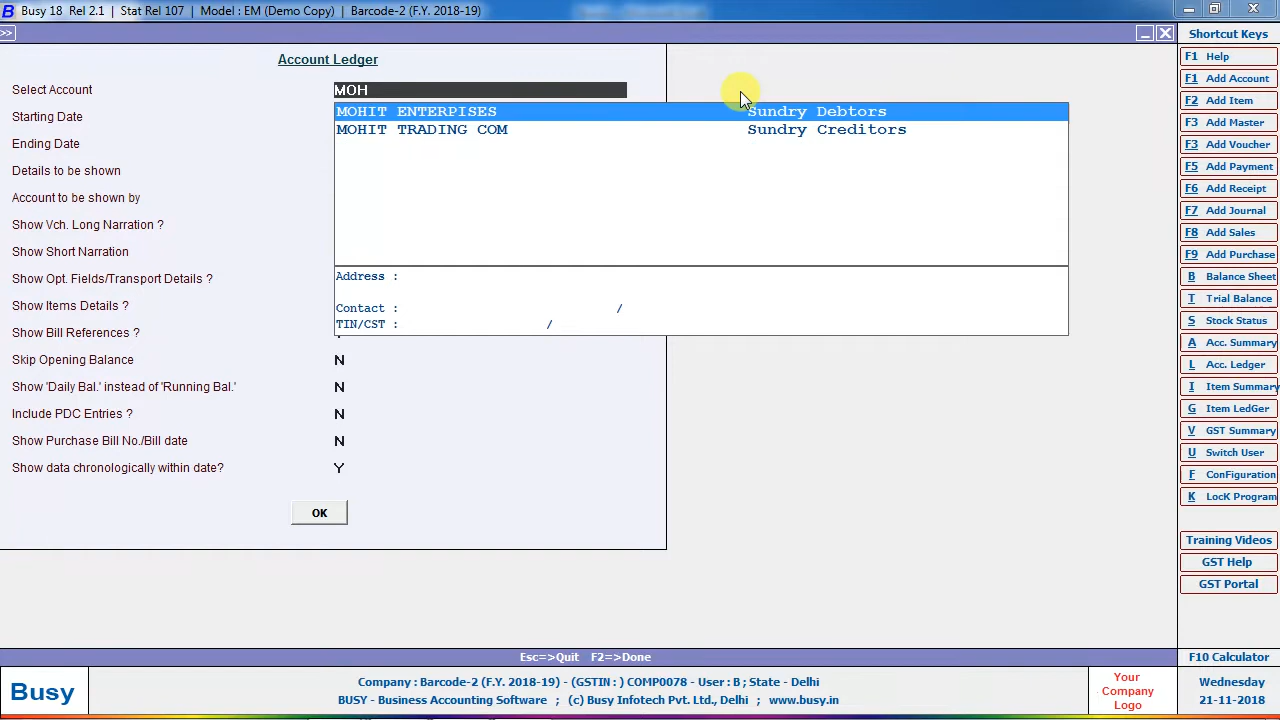 Busy 18 Rel 2.1 | Stat Rel 107 | Model : EM (Demo Copy) | Barcode-2 (F.Y. 2018-19)
>>
Account Ledger
Select Account MOH
MOHIT ENTERPISES Sundry Debtors
MOHIT TRADING COM Sundry Creditors
Starting Date
Ending Date
Details to be shown
Account to be shown by
Show Vch. Long Narration ?
Show Short Narration
Show Opt. Fields/Transport Details ?
Show Items Details ?
Address :
Contact : /
TIN/CST : /
Show Bill References ?
Skip Opening Balance N
Show 'Daily Bal.' instead of 'Running Bal.' N
Include PDC Entries ? N
Show Purchase Bill No./Bill date N
Show data chronologically within date? Y
OK
Shortcut Keys
F1 Help
F1 Add Account
F2 Add Item
F3 Add Master
F3 Add Voucher
F5 Add Payment
F6 Add Receipt
F7 Add Journal
F8 Add Sales
F9 Add Purchase
B Balance Sheet
T Trial Balance
S Stock Status
A Acc. Summary
L Acc. Ledger
I Item Summary
G Item LedGer
V GST Summary
U Switch User
F ConFiguration
K LocK Program
Training Videos
GST Help
GST Portal
Esc=>Quit F2=>Done
F10 Calculator
Busy
Company : Barcode-2 (F.Y. 2018-19) - (GSTIN : ) COMP0078 - User : B ; State - Delhi
BUSY - Business Accounting Software ; (c) Busy Infotech Pvt. Ltd., Delhi ; www.busy.in
Your
Company
Logo
Wednesday
21-11-2018